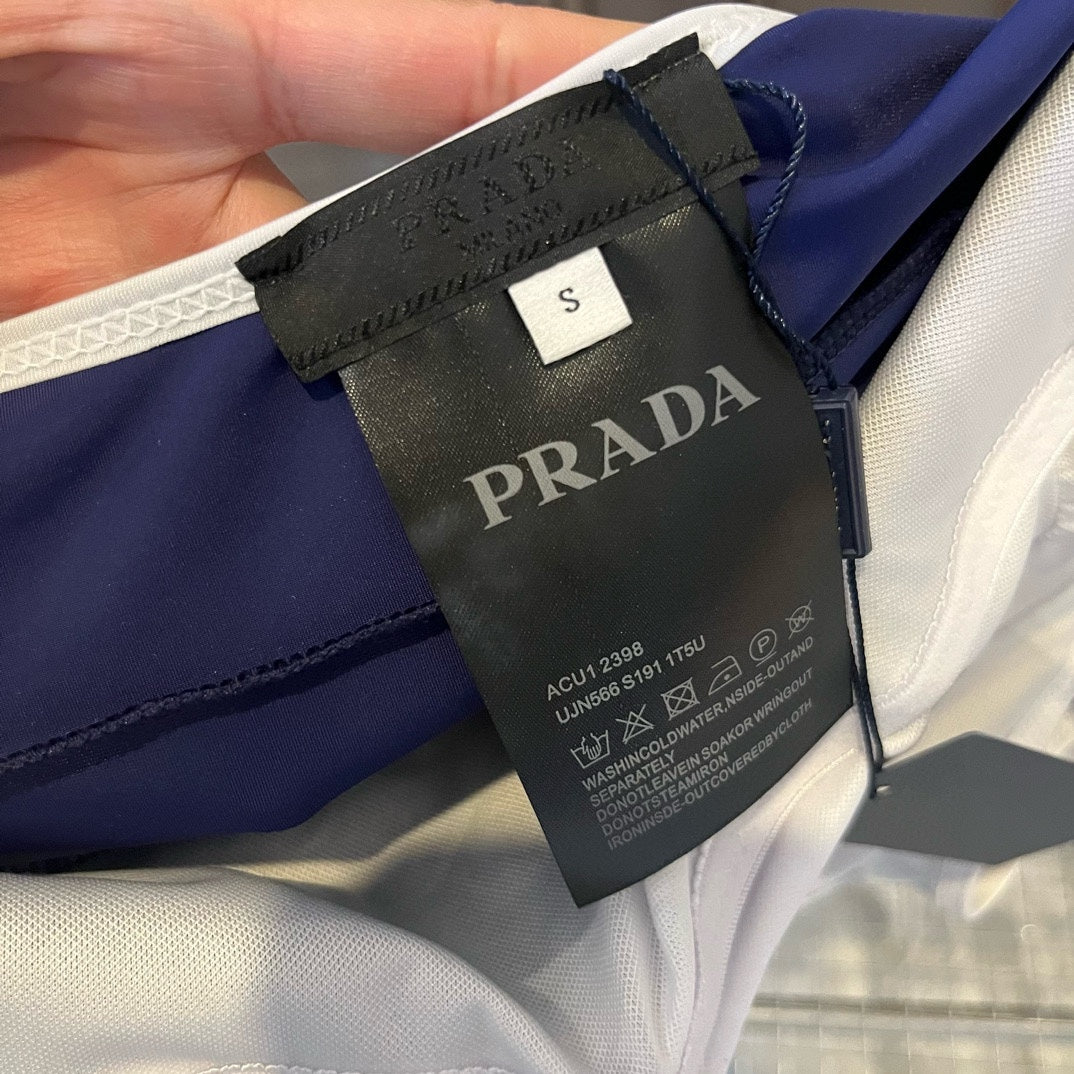 PRADA
MILANO
S
PRADA
ACU1 2398
UJN566 S191 1T5U
P W
WASHINCOLDWATER,NSIDE-OUTAND
SEPARATELY
DONOTLEAVEIN SOAKOR WRINGOUT
DONOTSTEAMIRON
IRONINSDE-OUTCOVEREDBYCLOTH